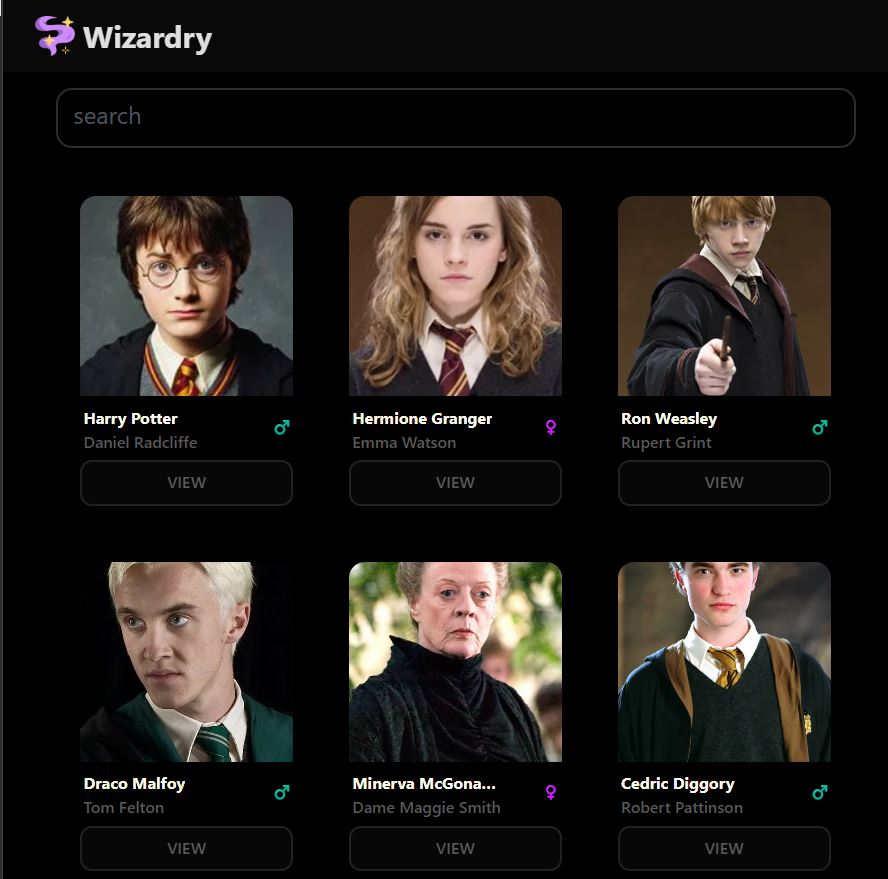 Wizardry
search
Harry Potter
Daniel Radcliffe
VIEW
Hermione Granger
Emma Watson
VIEW
Ron Weasley
Rupert Grint
VIEW
Draco Malfoy
Tom Felton
VIEW
Minerva McGona...
Dame Maggie Smith
VIEW
Cedric Diggory
Robert Pattinson
VIEW